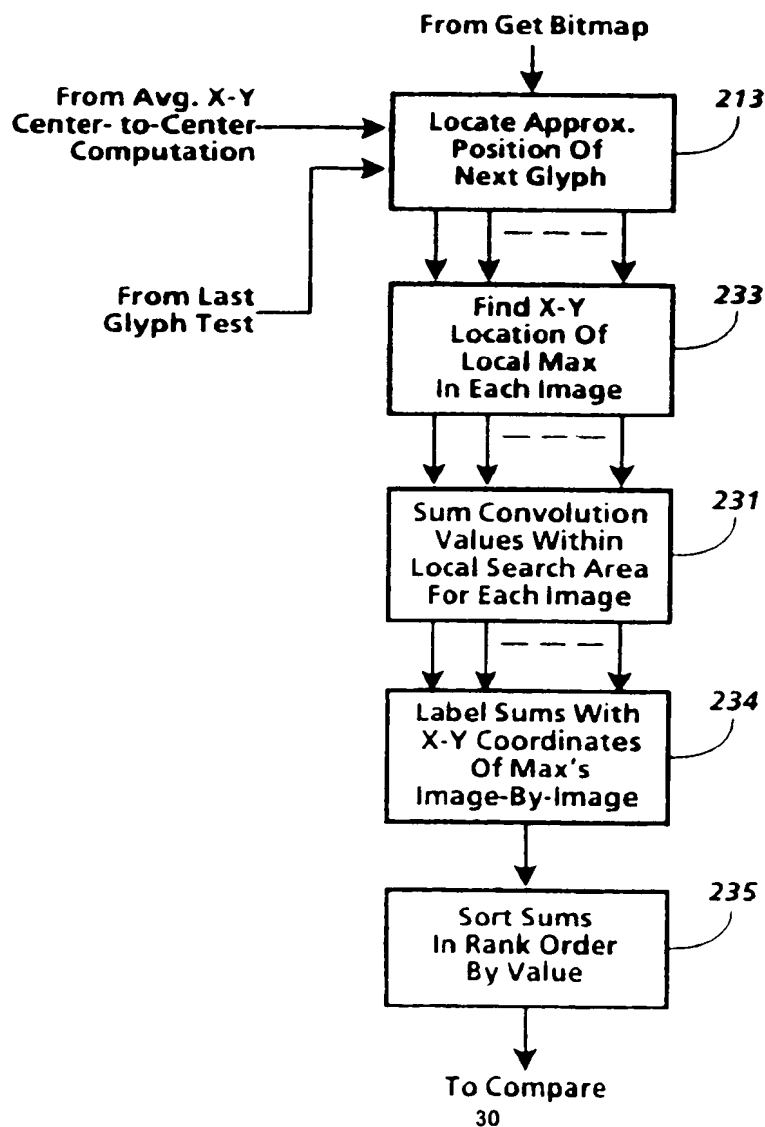 From Get Bitmap
From Avg. X-Y
Center- to-Center
Computation
213
Locate Approx.
Position Of
Next Glyph
From Last
Glyph Test
233
Find X-Y
Location Of
Local Max
In Each Image
231
Sum Convolution
Values Within
Local Search Area
For Each Image
234
Label Sums With
X-Y Coordinates
Of Max's
Image-By-Image
235
Sort Sums
In Rank Order
By Value
To Compare
30